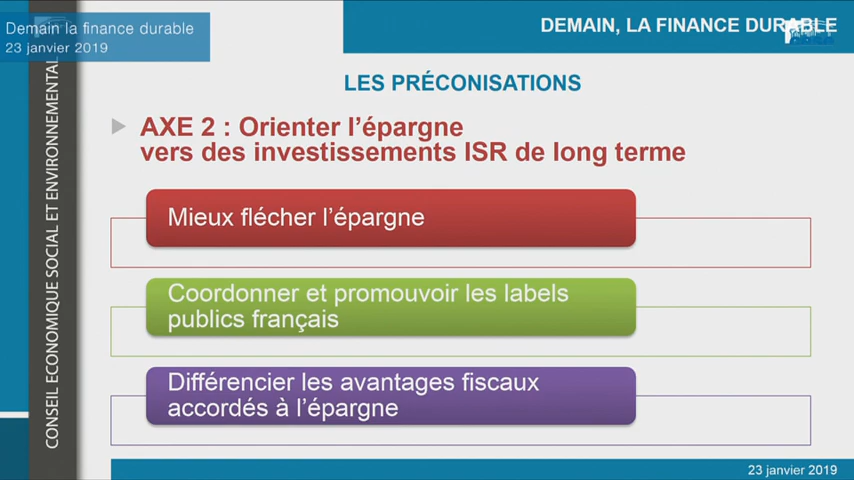 Demain la finance durable
23 janvier 2019
DEMAIN, LA FINANCE DURABLE
LES PRÉCONISATIONS
AXE 2 : Orienter l'épargne
vers des investissements ISR de long terme
Mieux flécher l'épargne
Coordonner et promouvoir les labels
publics français
Différencier les avantages fiscaux
accordés à l'épargne
CONSEIL ECONOMIQUE SOCIAL ET ENVIRONNEMENTAL
23 janvier 2019